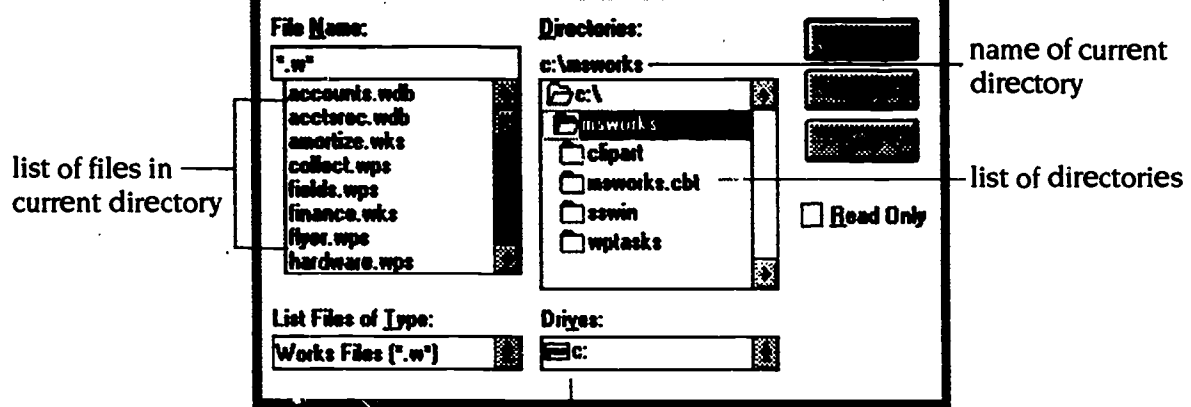 File Name:
*.w*
accounts.wdb
acctsrec.wdb
amortize.wks
collect.wps
fields.wps
finance.wks
flyer.wps
hardware.wps
list of files in
current directory
List Files of Type:
Works Files (*.w*)
Directories:
c:\msworks
c:\
msworks
clipart
msworks.cbt
sswin
wptasks
Drives:
c:
Read Only
name of current
directory
list of directories